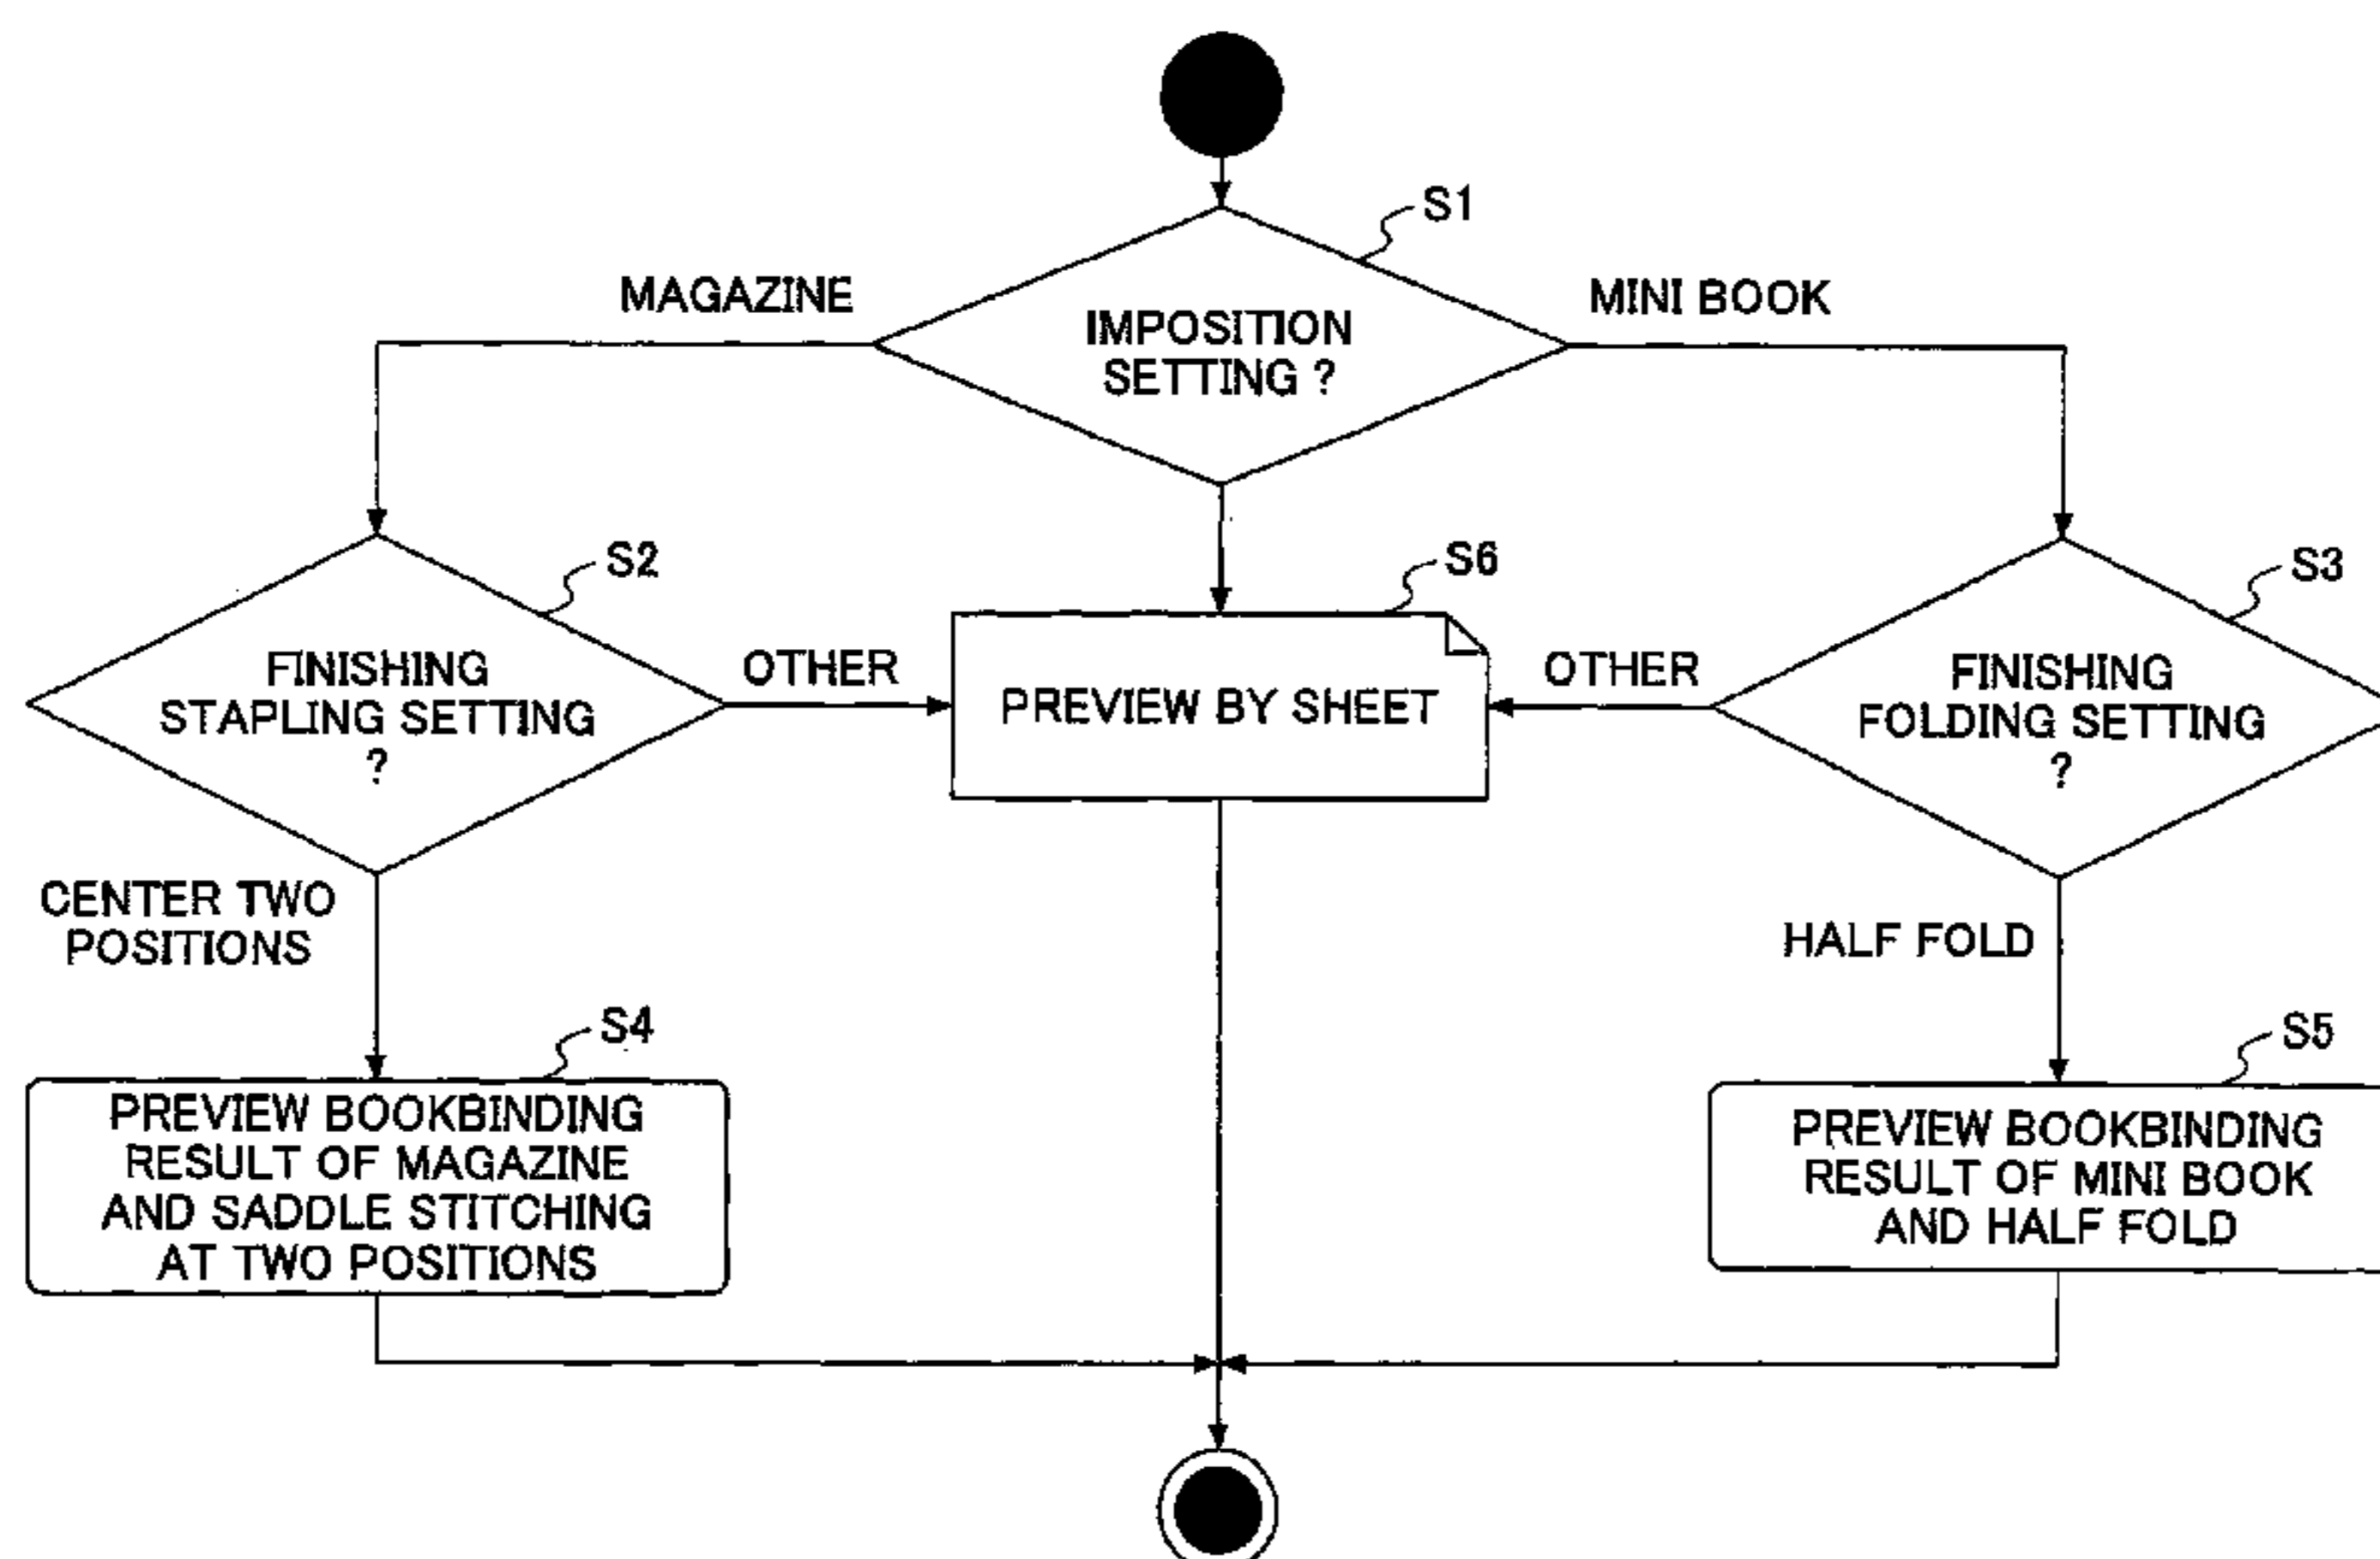 S1
MAGAZINE
MINI BOOK
IMPOSITION
SETTING ?
S2
S6
S3
FINISHING
STAPLING SETTING
?
OTHER
PREVIEW BY SHEET
OTHER
FINISHING
FOLDING SETTING
?
CENTER TWO
POSITIONS
HALF FOLD
S4
S5
PREVIEW BOOKBINDING
RESULT OF MAGAZINE
AND SADDLE STITCHING
AT TWO POSITIONS
PREVIEW BOOKBINDING
RESULT OF MINI BOOK
AND HALF FOLD